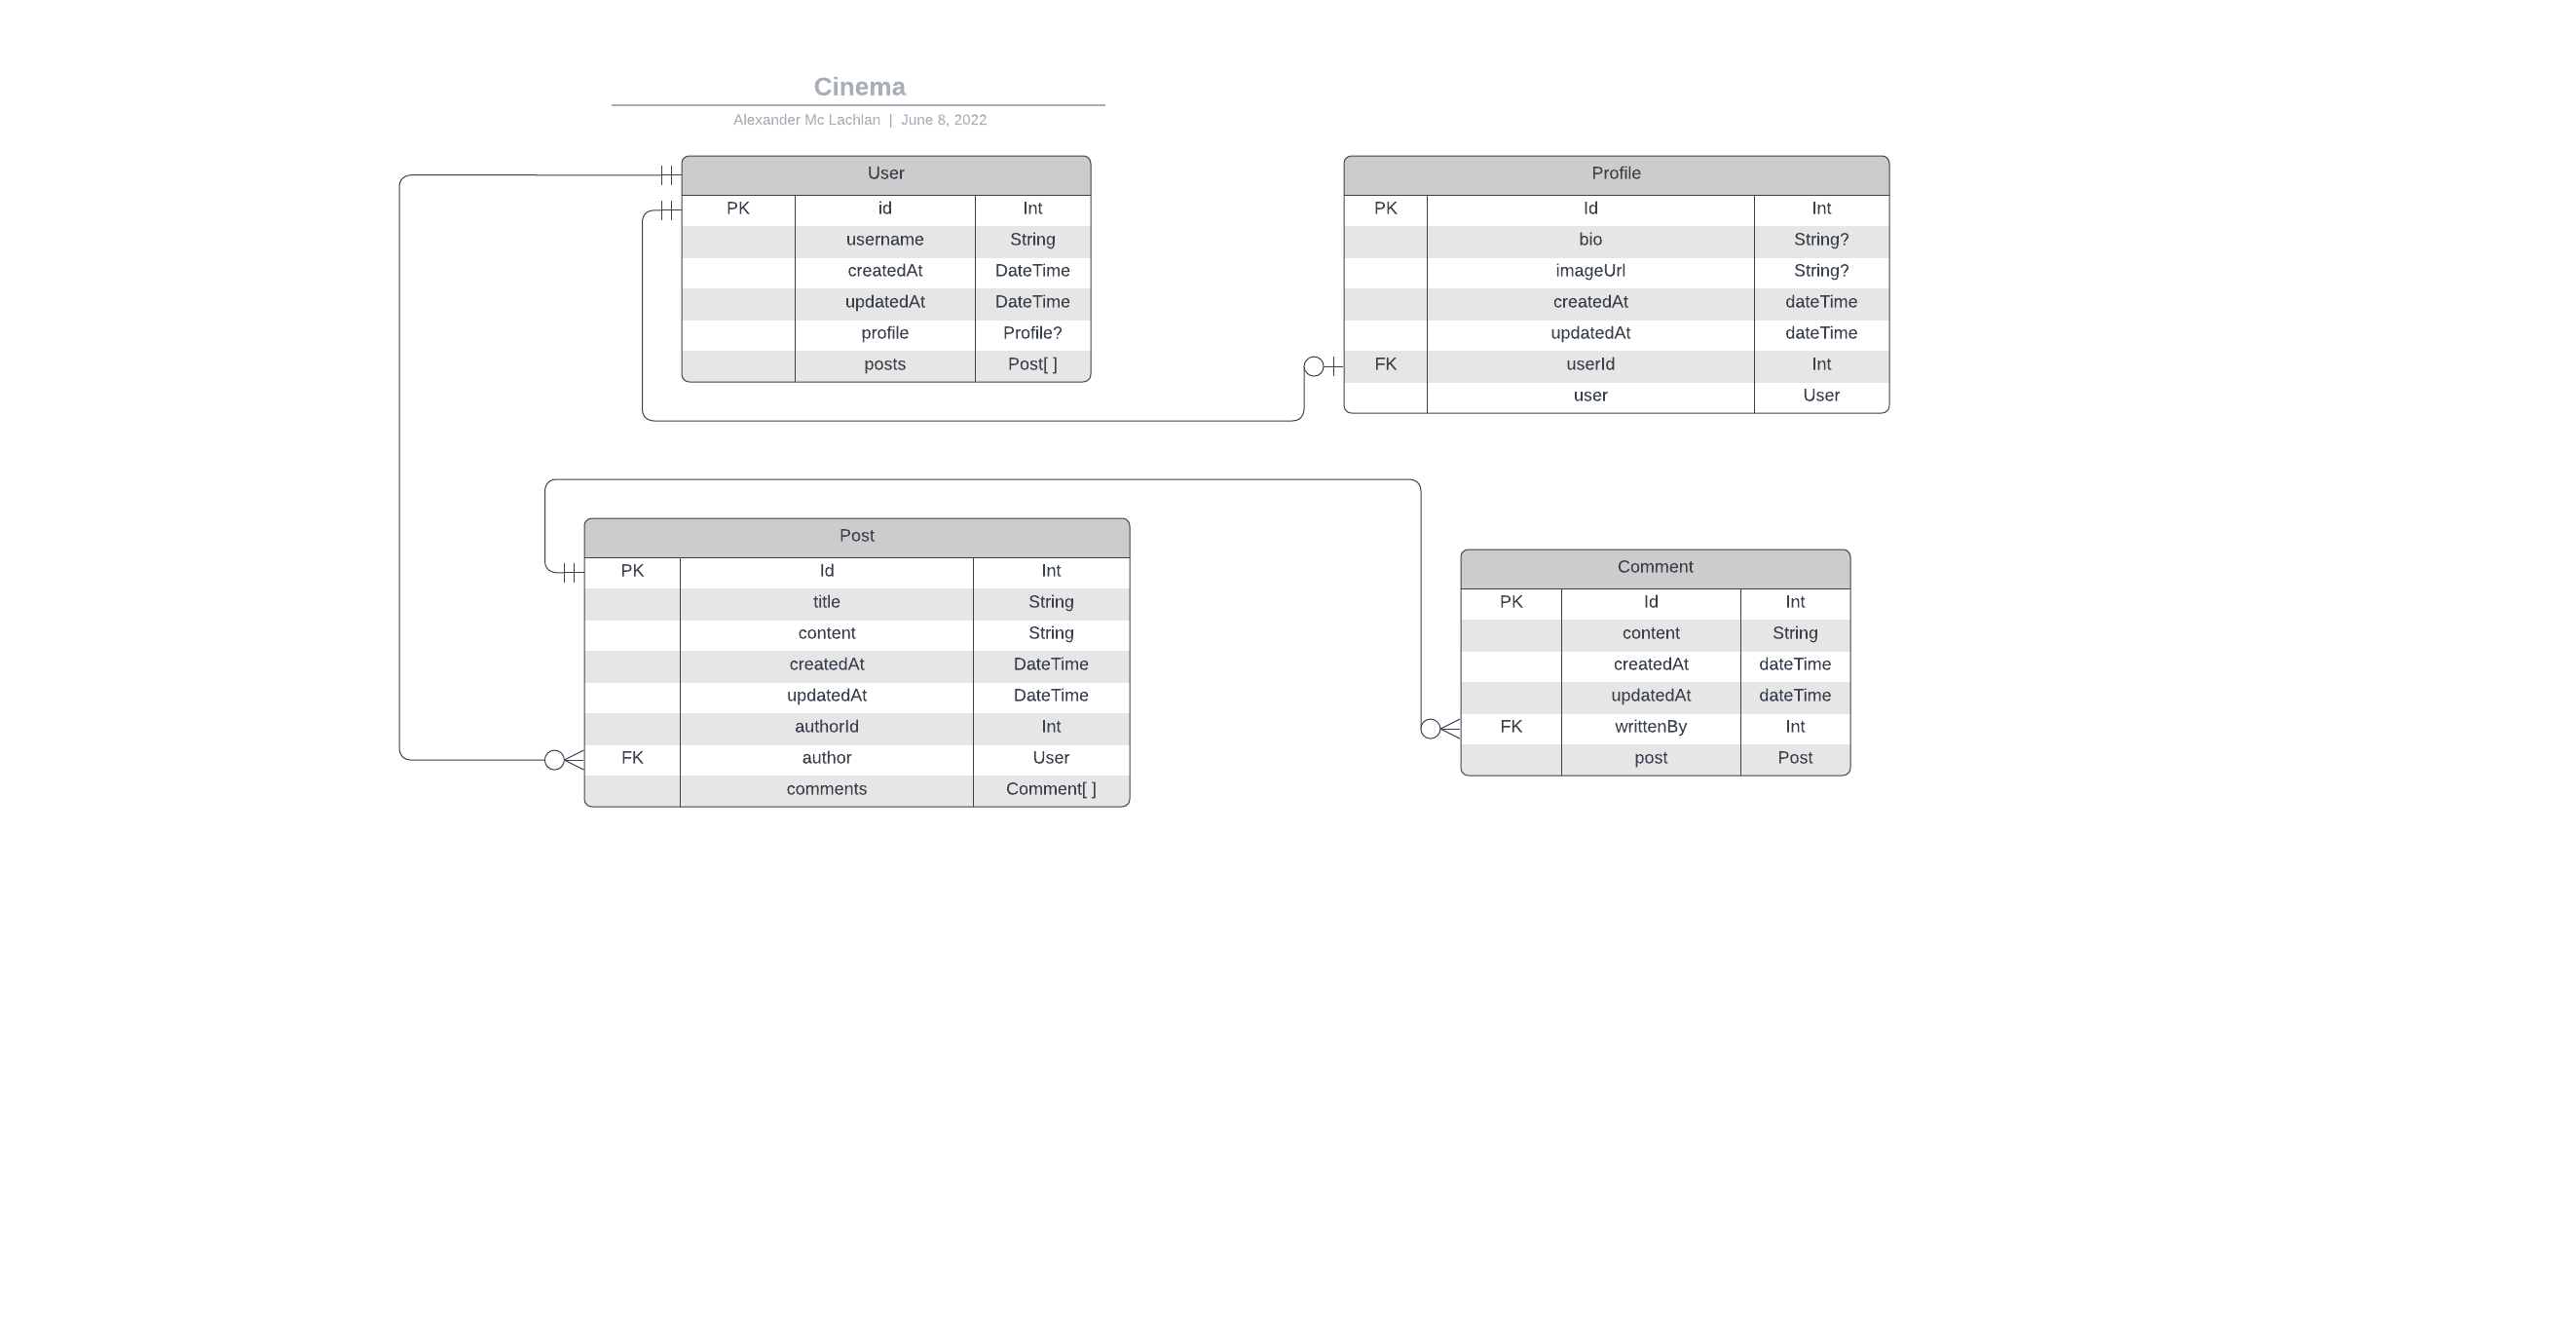 Cinema
Alexander Mc Lachlan | June 8, 2022
User
PK id Int
username String
createdAt DateTime
updatedAt DateTime
profile Profile?
posts Post[ ]
Profile
PK Id Int
bio String?
imageUrl String?
createdAt dateTime
updatedAt dateTime
FK userId Int
user User
Post
PK Id Int
title String
content String
createdAt DateTime
updatedAt DateTime
authorId Int
FK author User
comments Comment[ ]
Comment
PK Id Int
content String
createdAt dateTime
updatedAt dateTime
FK writtenBy Int
post Post